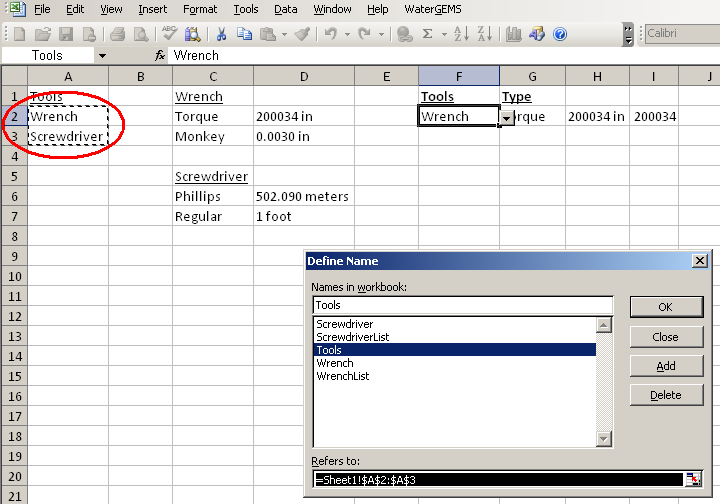 File Edit View Insert Format Tools Data Window Help WaterGEMS
Σ A Z Z A Calibri
Tools fx Wrench
A B C D E F G H I J
1 Tools Wrench Tools Type
2 Wrench Torque 200034 in Wrench orque 200034 in 200034
3 Screwdriver Monkey 0.0030 in
4
5 Screwdriver
6 Phillips 502.090 meters
7 Regular 1 foot
8
9
10
11
12
13
14
15
16
17
18
19
20
21
Define Name
Names in workbook:
Tools
OK
Screwdriver
ScrewdriverList
Tools
Wrench
WrenchList
Close
Add
Delete
Refers to:
=Sheet1!$A$2:$A$3